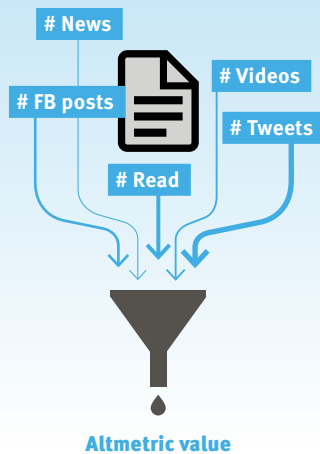 # News
# Videos
# FB posts
# Tweets
# Read
Altmetric value